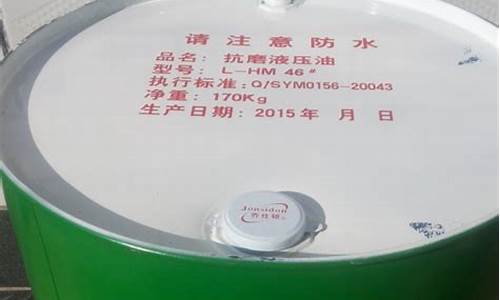 请注意防水
品名：抗磨液压油
型号：L-HM 46#
执行标准：Q/SYM0156-20043
净重：170Kg
生产日期：2015年 月 日
Jonsidon